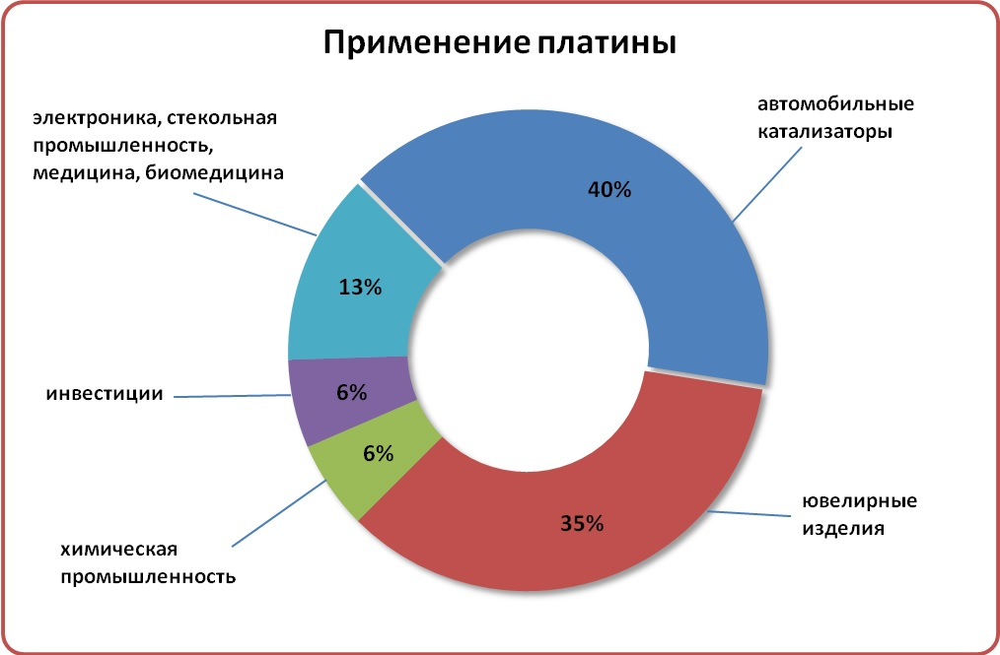 Применение платины
электроника, стекольная
промышленность,
медицина, биомедицина
автомобильные
катализаторы
40%
13%
инвестиции
6%
6%
35%
ювелирные
изделия
химическая
промышленность